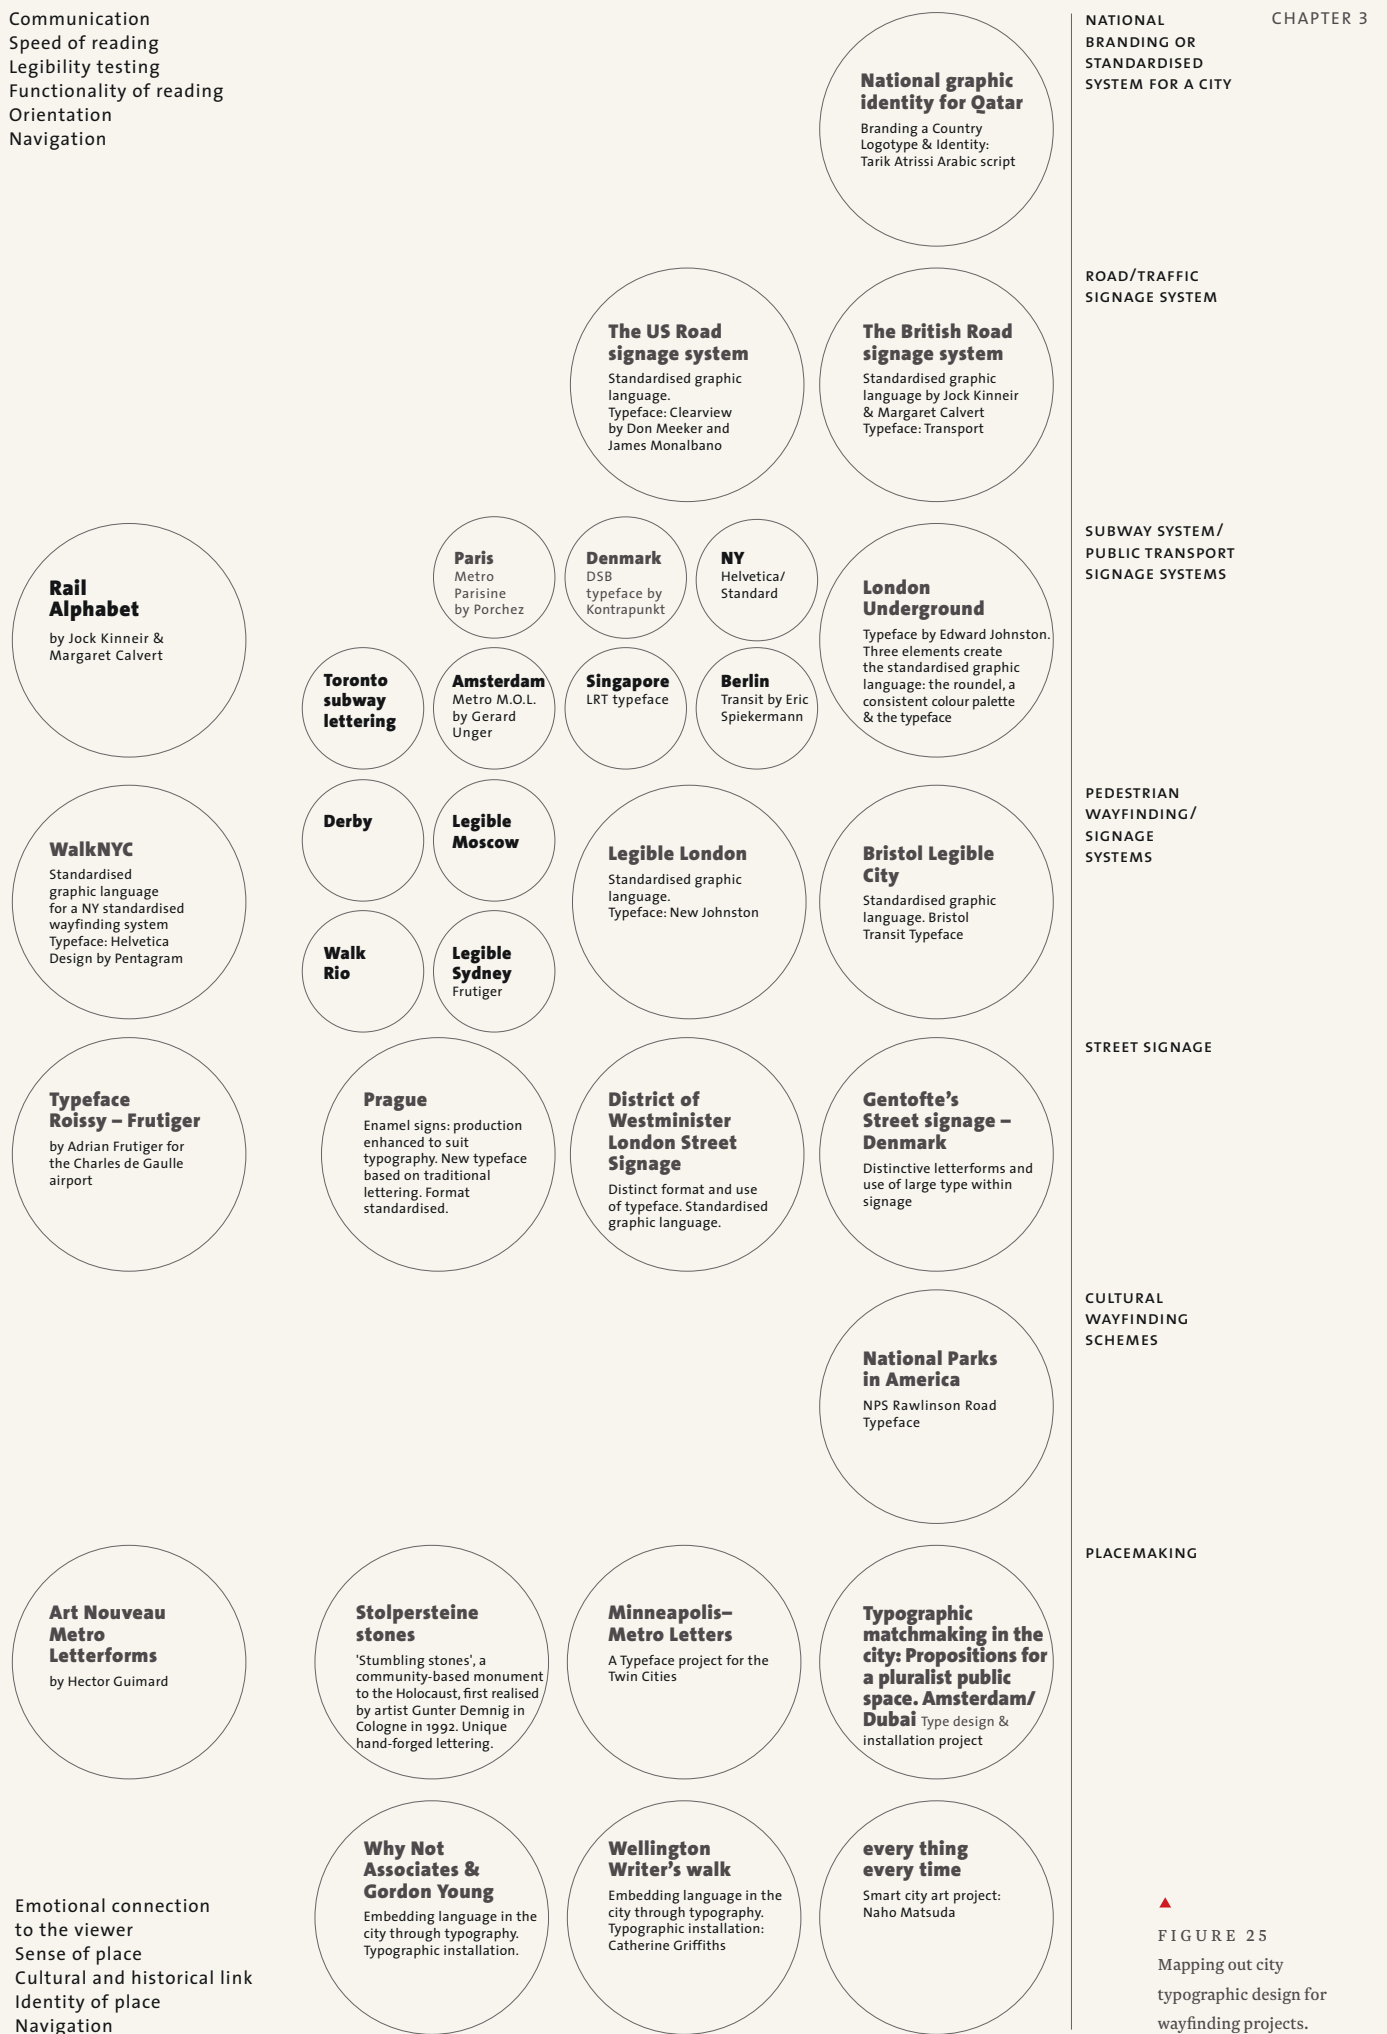 Communication
Speed of reading
Legibility testing
Functionality of reading
Orientation
Navigation
CHAPTER 3
NATIONAL
BRANDING OR
STANDARDISED
SYSTEM FOR A CITY
National graphic
identity for Qatar
Branding a Country
Logotype & Identity:
Tarik Atrissi Arabic script
ROAD/TRAFFIC
SIGNAGE SYSTEM
The US Road
signage system
Standardised graphic
language.
Typeface: Clearview
by Don Meeker and
James Monalbano
The British Road
signage system
Standardised graphic
language by Jock Kinneir
& Margaret Calvert
Typeface: Transport
SUBWAY SYSTEM/
PUBLIC TRANSPORT
SIGNAGE SYSTEMS
Rail
Alphabet
by Jock Kinneir &
Margaret Calvert
Paris
Metro
Parisine
by Porchez
Denmark
DSB
typeface by
Kontrapunkt
NY
Helvetica/
Standard
London
Underground
Typeface by Edward Johnston.
Three elements create
the standardised graphic
language: the roundel, a
consistent colour palette
& the typeface
Toronto
subway
lettering
Amsterdam
Metro M.O.L.
by Gerard
Unger
Singapore
LRT typeface
Berlin
Transit by Eric
Spiekermann
PEDESTRIAN
WAYFINDING/
SIGNAGE
SYSTEMS
WalkNYC
Standardised
graphic language
for a NY standardised
wayfinding system
Typeface: Helvetica
Design by Pentagram
Derby
Legible
Moscow
Legible London
Standardised graphic
language.
Typeface: New Johnston
Bristol Legible
City
Standardised graphic
language. Bristol
Transit Typeface
Walk
Rio
Legible
Sydney
Frutiger
STREET SIGNAGE
Typeface
Roissy – Frutiger
by Adrian Frutiger for
the Charles de Gaulle
airport
Prague
Enamel signs: production
enhanced to suit
typography. New typeface
based on traditional
lettering. Format
standardised.
District of
Westminister
London Street
Signage
Distinct format and use
of typeface. Standardised
graphic language.
Gentofte’s
Street signage –
Denmark
Distinctive letterforms and
use of large type within
signage
CULTURAL
WAYFINDING
SCHEMES
National Parks
in America
NPS Rawlinson Road
Typeface
PLACEMAKING
Art Nouveau
Metro
Letterforms
by Hector Guimard
Stolpersteine
stones
'Stumbling stones', a
community-based monument
to the Holocaust, first realised
by artist Gunter Demnig in
Cologne in 1992. Unique
hand-forged lettering.
Minneapolis–
Metro Letters
A Typeface project for the
Twin Cities
Typographic
matchmaking in the
city: Propositions for
a pluralist public
space. Amsterdam/
Dubai Type design &
installation project
Why Not
Associates &
Gordon Young
Embedding language in the
city through typography.
Typographic installation.
Wellington
Writer’s walk
Embedding language in the
city through typography.
Typographic installation:
Catherine Griffiths
every thing
every time
Smart city art project:
Naho Matsuda
Emotional connection
to the viewer
Sense of place
Cultural and historical link
Identity of place
Navigation
FIGURE 25
Mapping out city
typographic design for
wayfinding projects.